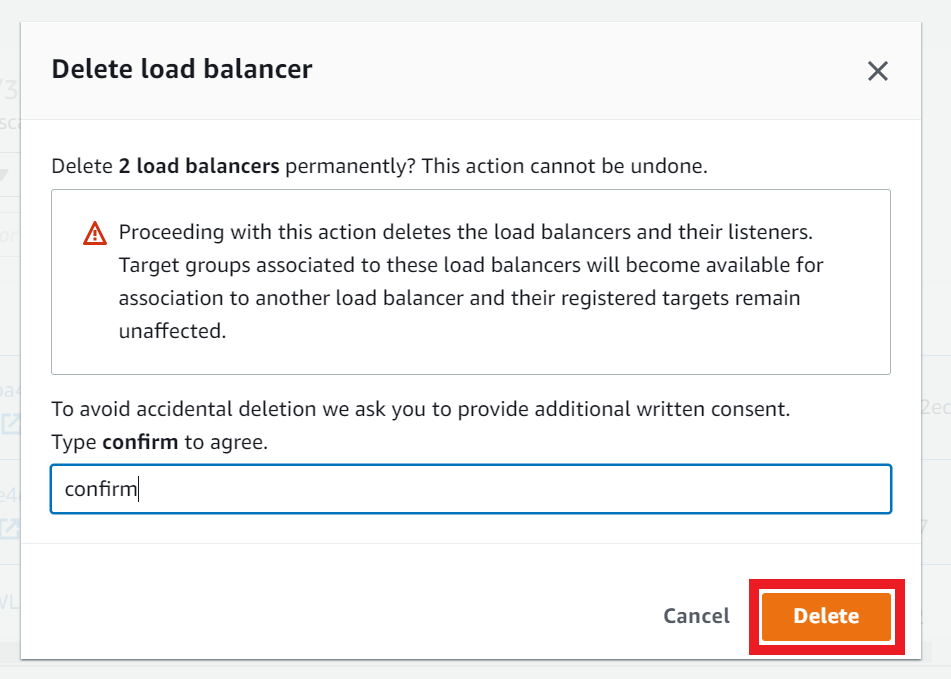 Delete load balancer
Delete 2 load balancers permanently? This action cannot be undone.
Proceeding with this action deletes the load balancers and their listeners.
Target groups associated to these load balancers will become available for
association to another load balancer and their registered targets remain
unaffected.
To avoid accidental deletion we ask you to provide additional written consent.
Type confirm to agree.
confirm
Cancel Delete